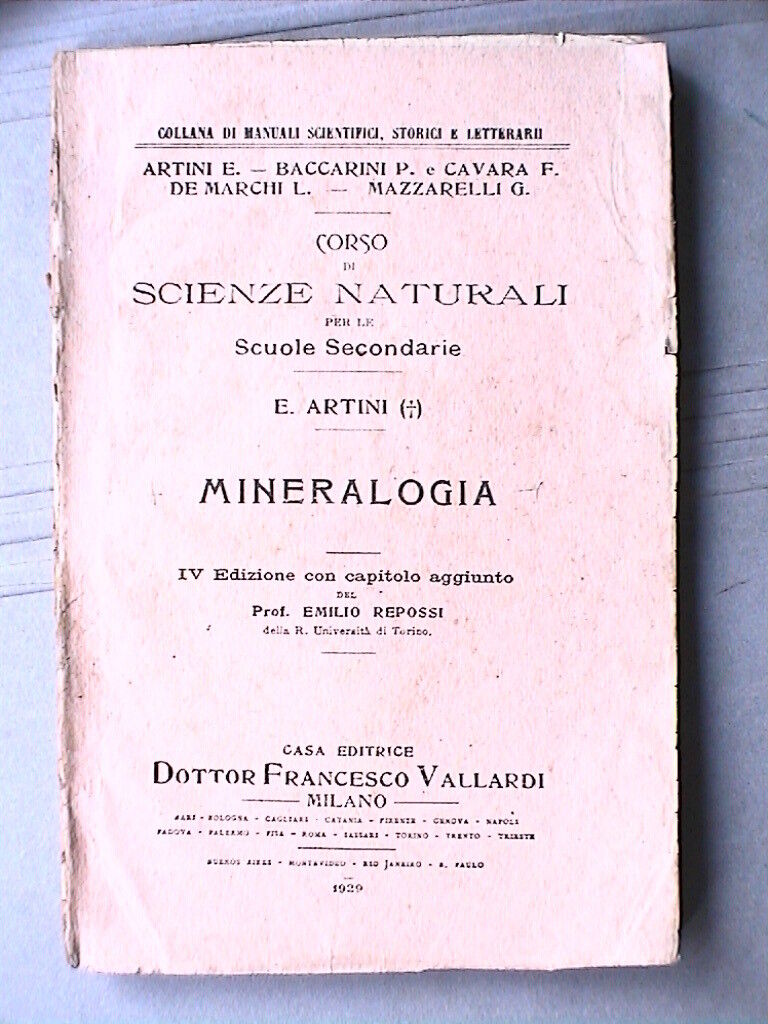 COLLANA DI MANUALI SCIENTIFICI, STORICI E LETTERARII
ARTINI E. — BACCARINI P. e CAVARA F.
DE MARCHI L. — MAZZARELLI G.
CORSO
DI
SCIENZE NATURALI
PER LE
Scuole Secondarie
E. ARTINI (†)
MINERALOGIA
IV Edizione con capitolo aggiunto
DEL
Prof. EMILIO REPOSSI
della R. Università di Torino.
CASA EDITRICE
DOTTOR FRANCESCO VALLARDI
MILANO
BARI - BOLOGNA - CAGLIARI - CATANIA - FIRENZE - GENOVA - NAPOLI
PADOVA - PALERMO - PISA - ROMA - SASSARI - TORINO - TRENTO - TRIESTE
BUENOS AIRES - MONTEVIDEO - RIO JANEIRO - S. PAULO
1929